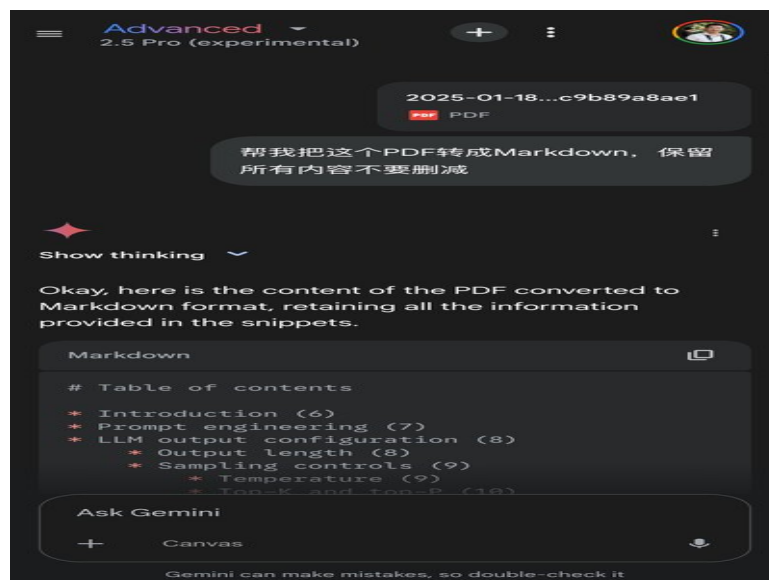 Advanced
2.5 Pro (experimental)
2025-01-18...c9b89a8ae1
PDF PDF
帮我把这个PDF转成Markdown，保留
所有内容不要删减
Show thinking
Okay, here is the content of the PDF converted to
Markdown format, retaining all the information
provided in the snippets.
Markdown
# Table of contents
* Introduction (6)
* Prompt engineering (7)
* LLM output configuration (8)
* Output length (8)
* Sampling controls (9)
* Temperature (9)
* Top-K and top-P (10)
Ask Gemini
Canvas
Gemini can make mistakes, so double-check it